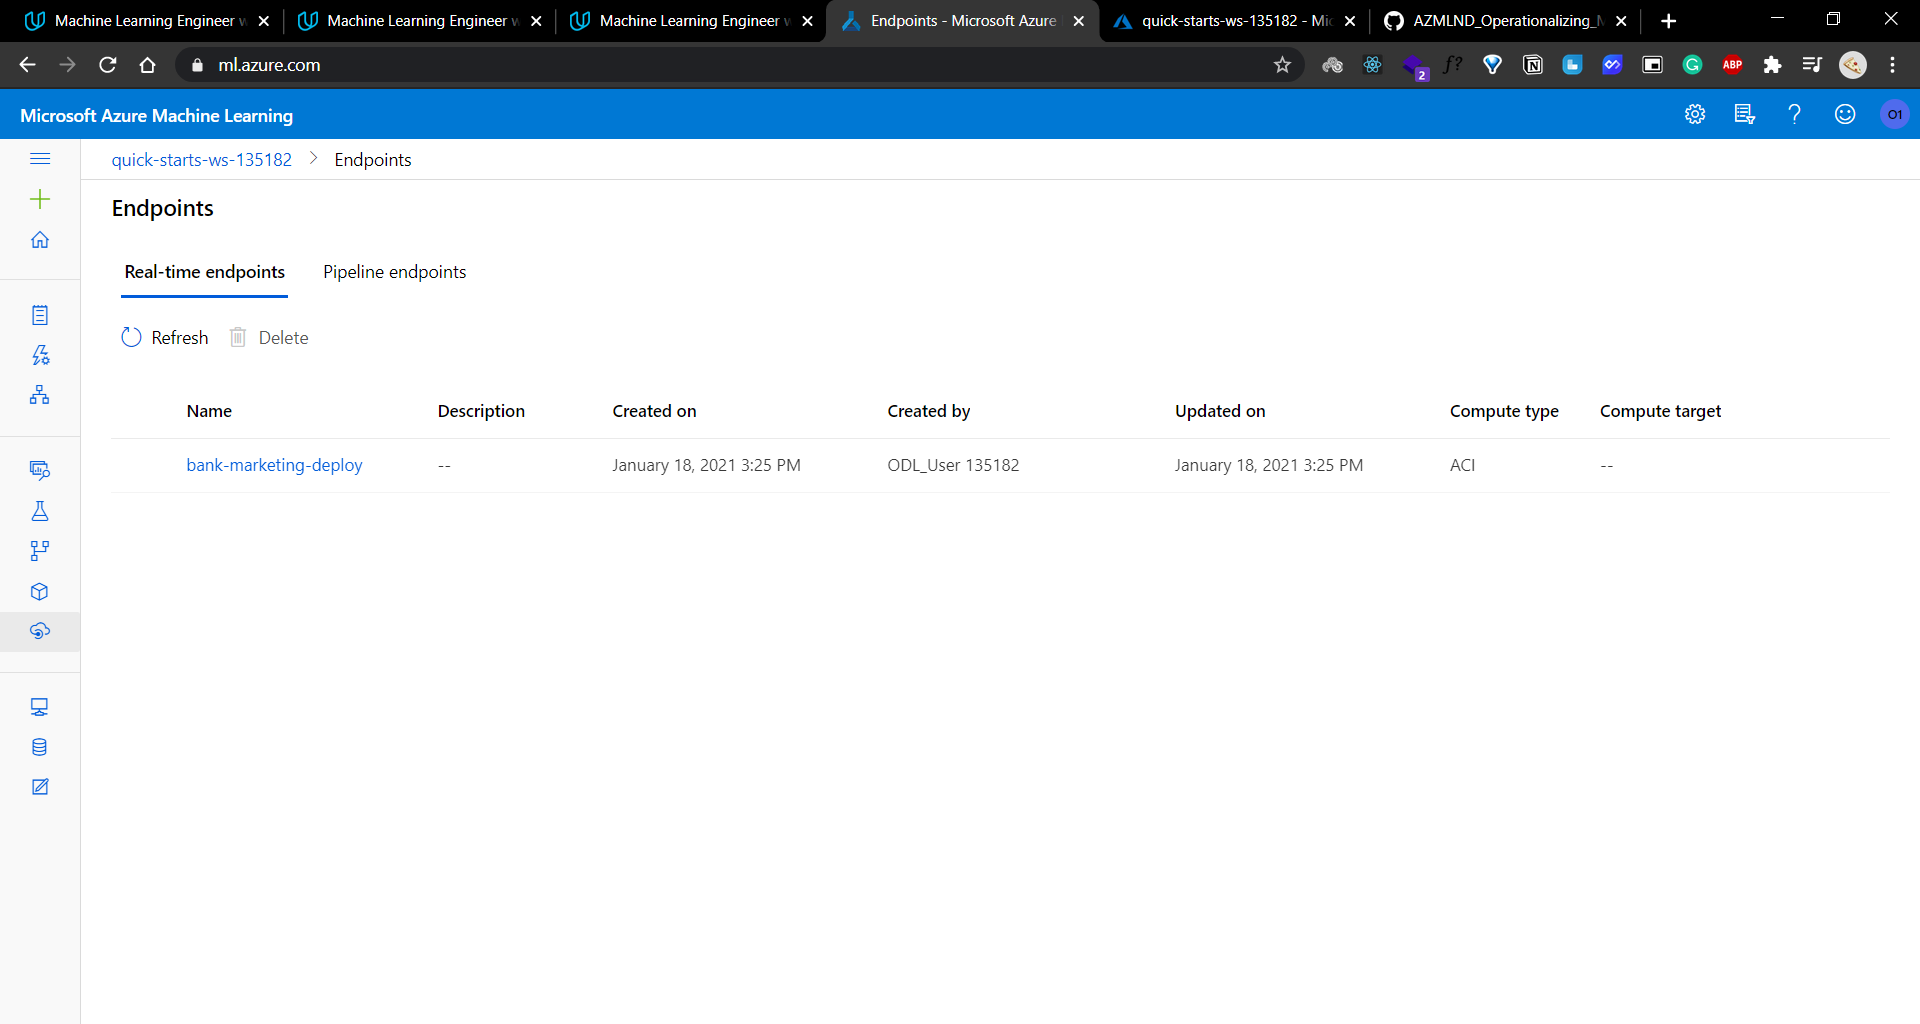 Machine Learning Engineer w
Machine Learning Engineer w
Machine Learning Engineer w
Endpoints - Microsoft Azure
quick-starts-ws-135182 - Mic
AZMLND_Operationalizing_M
ml.azure.com
f?
2
ABP
Microsoft Azure Machine Learning
O1
quick-starts-ws-135182 > Endpoints
Endpoints
Real-time endpoints Pipeline endpoints
Refresh Delete
Name Description Created on Created by Updated on Compute type Compute target
bank-marketing-deploy -- January 18, 2021 3:25 PM ODL_User 135182 January 18, 2021 3:25 PM ACI --